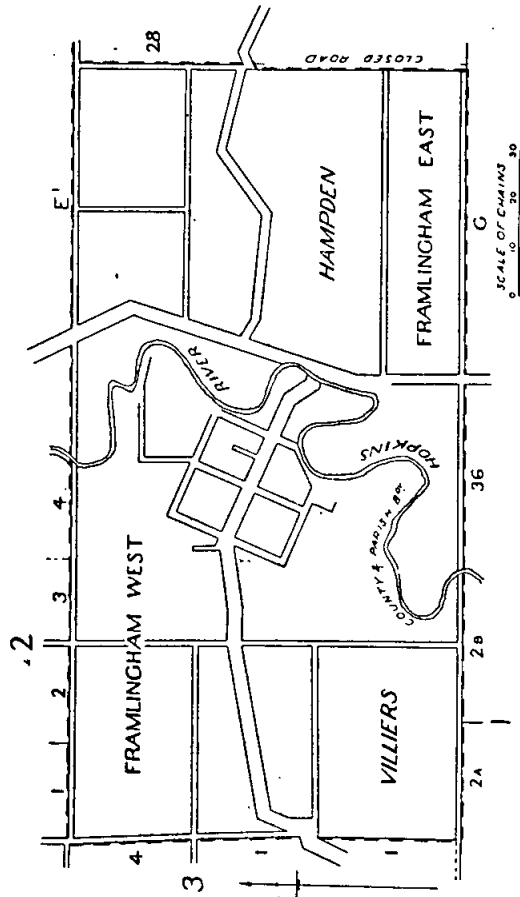 2
1
2
3
4
E'
28
4
3
1
1
FRAMLINGHAM WEST
VILLIERS
RIVER
HOPKINS
COUNTY & PARISH BDY
HAMPDEN
FRAMLINGHAM EAST
CLOSED ROAD
2A
2B
36
G
SCALE OF CHAINS
0 10 20 30